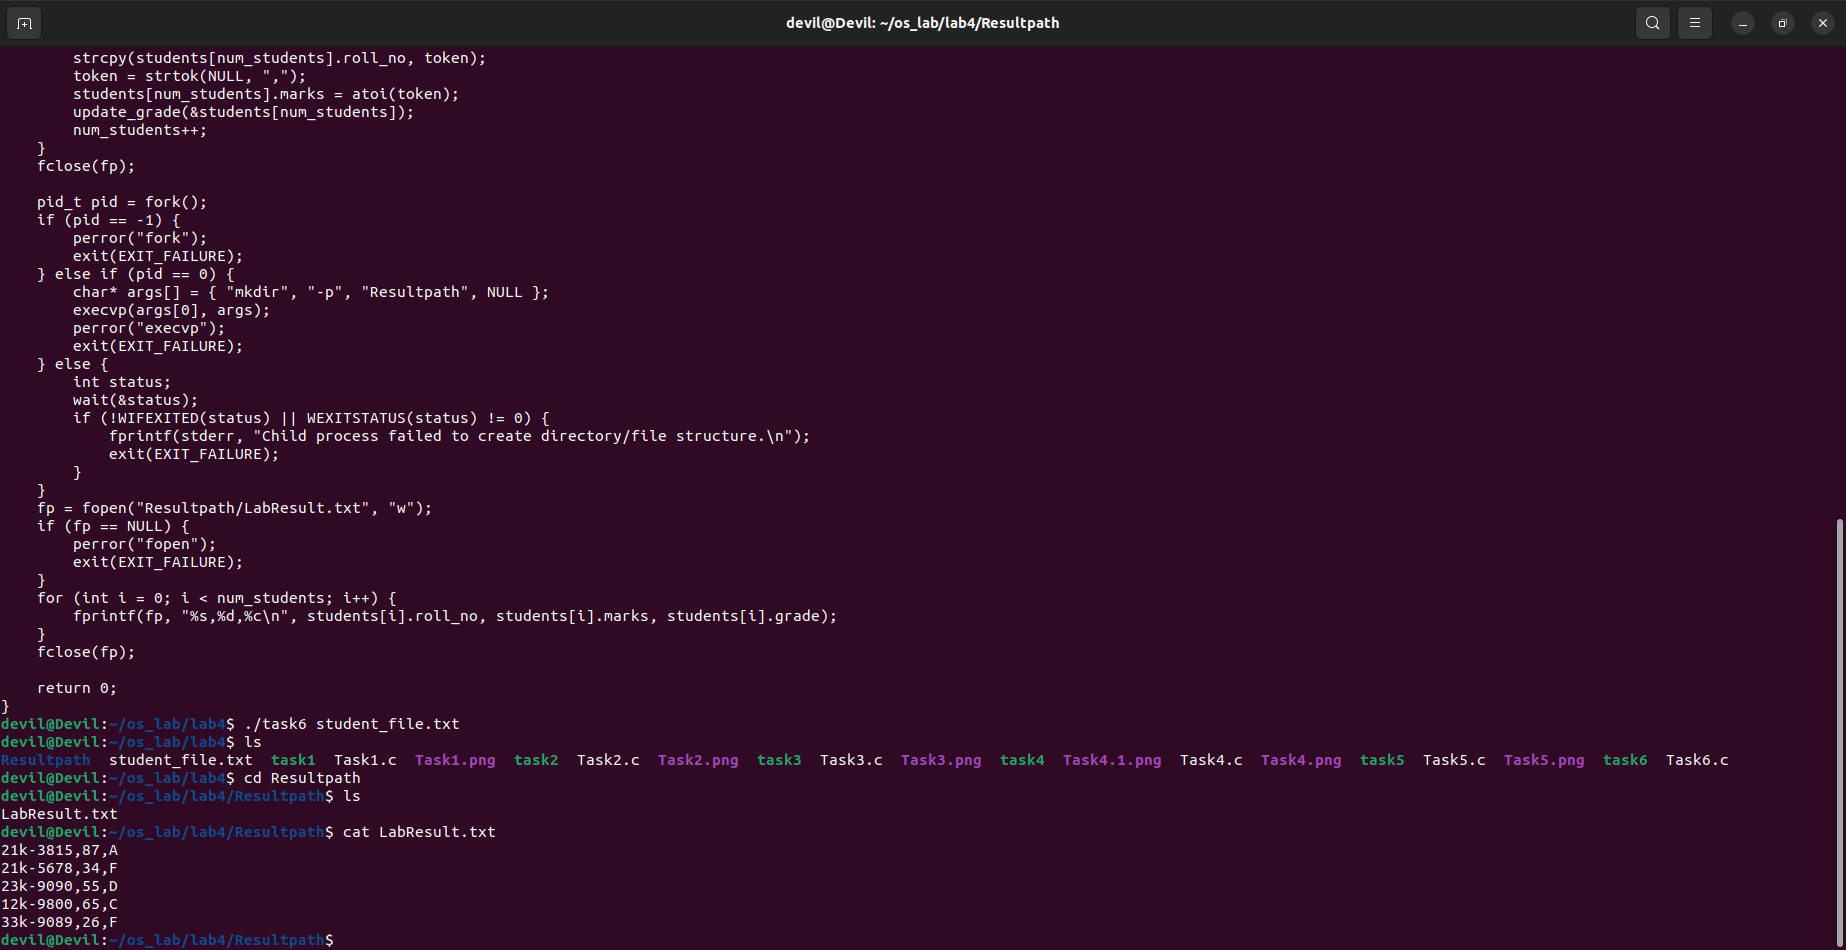 devil@Devil: ~/os_lab/lab4/Resultpath
        strcpy(students[num_students].roll_no, token);
        token = strtok(NULL, ",");
        students[num_students].marks = atoi(token);
        update_grade(&students[num_students]);
        num_students++;
    }
    fclose(fp);

    pid_t pid = fork();
    if (pid == -1) {
        perror("fork");
        exit(EXIT_FAILURE);
    } else if (pid == 0) {
        char* args[] = { "mkdir", "-p", "Resultpath", NULL };
        execvp(args[0], args);
        perror("execvp");
        exit(EXIT_FAILURE);
    } else {
        int status;
        wait(&status);
        if (!WIFEXITED(status) || WEXITSTATUS(status) != 0) {
            fprintf(stderr, "Child process failed to create directory/file structure.\n");
            exit(EXIT_FAILURE);
        }
    }
    fp = fopen("Resultpath/LabResult.txt", "w");
    if (fp == NULL) {
        perror("fopen");
        exit(EXIT_FAILURE);
    }
    for (int i = 0; i < num_students; i++) {
        fprintf(fp, "%s,%d,%c\n", students[i].roll_no, students[i].marks, students[i].grade);
    }
    fclose(fp);

    return 0;
}
devil@Devil:~/os_lab/lab4$ ./task6 student_file.txt
devil@Devil:~/os_lab/lab4$ ls
Resultpath  student_file.txt  task1  Task1.c  Task1.png  task2  Task2.c  Task2.png  task3  Task3.c  Task3.png  task4  Task4.1.png  Task4.c  Task4.png  task5  Task5.c  Task5.png  task6  Task6.c
devil@Devil:~/os_lab/lab4$ cd Resultpath
devil@Devil:~/os_lab/lab4/Resultpath$ ls
LabResult.txt
devil@Devil:~/os_lab/lab4/Resultpath$ cat LabResult.txt
21k-3815,87,A
21k-5678,34,F
23k-9090,55,D
12k-9800,65,C
33k-9089,26,F
devil@Devil:~/os_lab/lab4/Resultpath$